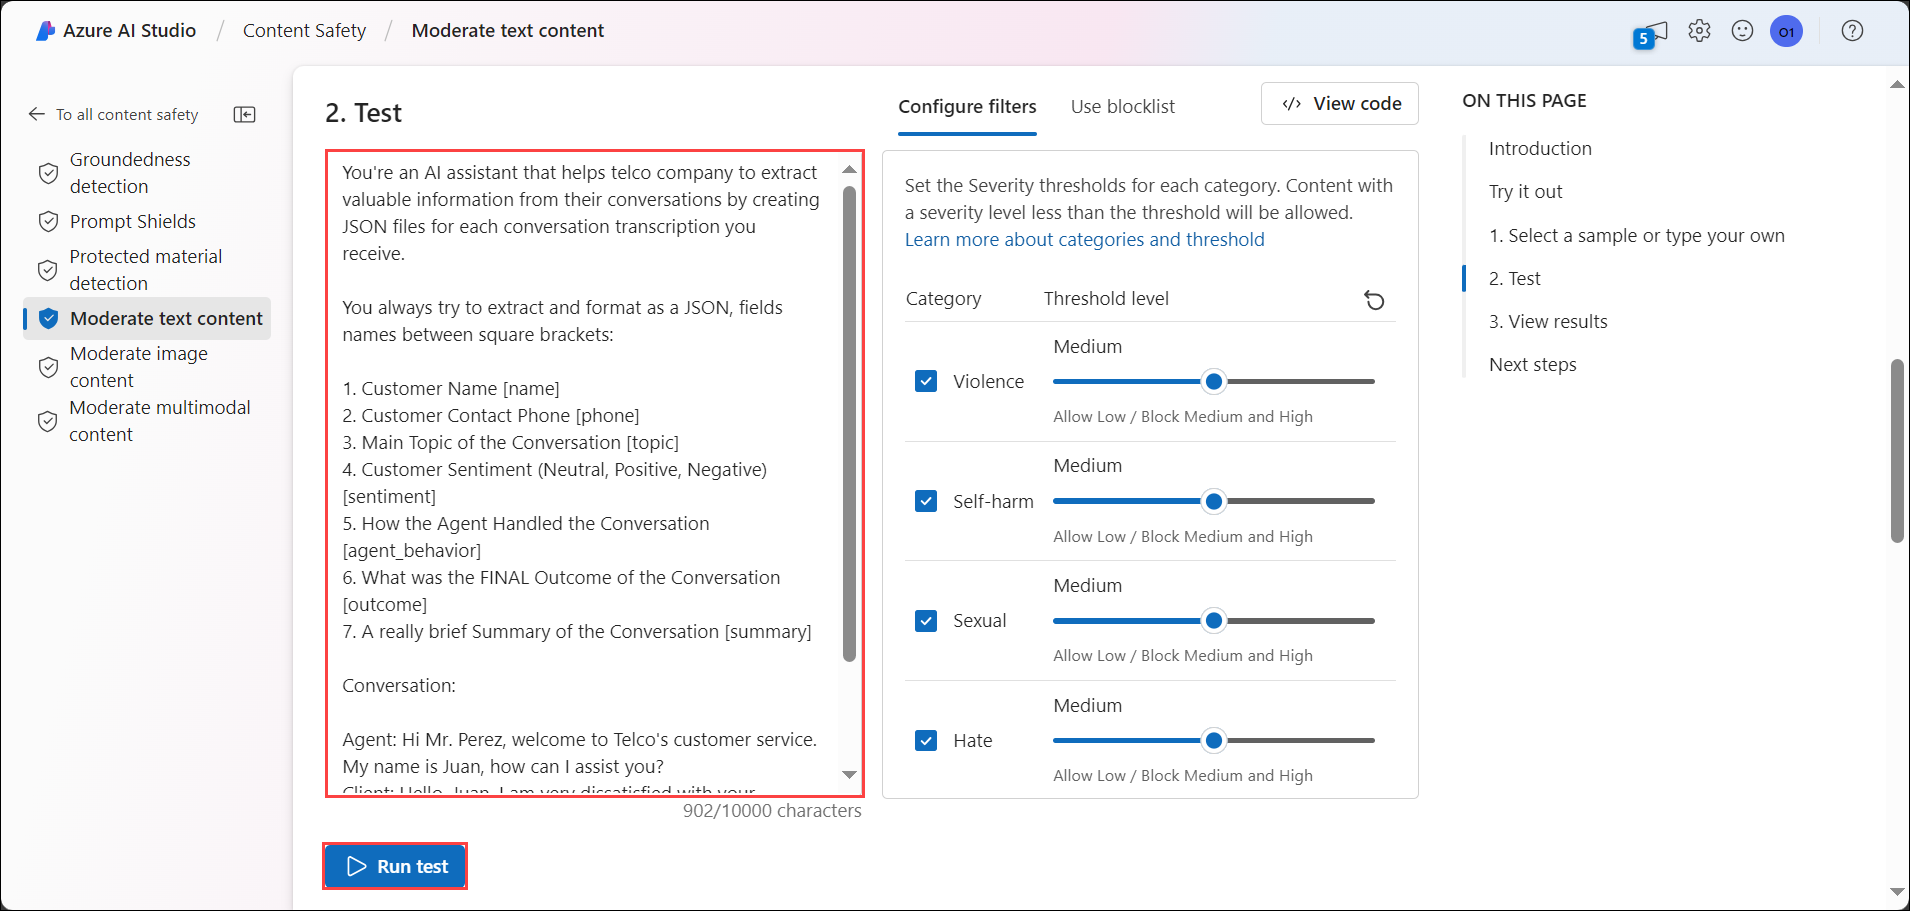 Azure AI Studio / Content Safety / Moderate text content
5
O1
To all content safety
Groundedness
detection
Prompt Shields
Protected material
detection
Moderate text content
Moderate image
content
Moderate multimodal
content
2. Test
You're an AI assistant that helps telco company to extract
valuable information from their conversations by creating
JSON files for each conversation transcription you
receive.
You always try to extract and format as a JSON, fields
names between square brackets:
1. Customer Name [name]
2. Customer Contact Phone [phone]
3. Main Topic of the Conversation [topic]
4. Customer Sentiment (Neutral, Positive, Negative)
[sentiment]
5. How the Agent Handled the Conversation
[agent_behavior]
6. What was the FINAL Outcome of the Conversation
[outcome]
7. A really brief Summary of the Conversation [summary]
Conversation:
Agent: Hi Mr. Perez, welcome to Telco's customer service.
My name is Juan, how can I assist you?
Client: Hello, Juan. I am very dissatisfied with your
902/10000 characters
Run test
Configure filters
Use blocklist
</> View code
Set the Severity thresholds for each category. Content with
a severity level less than the threshold will be allowed.
Learn more about categories and threshold
Category Threshold level
Medium
Violence
Allow Low / Block Medium and High
Medium
Self-harm
Allow Low / Block Medium and High
Medium
Sexual
Allow Low / Block Medium and High
Medium
Hate
Allow Low / Block Medium and High
ON THIS PAGE
Introduction
Try it out
1. Select a sample or type your own
2. Test
3. View results
Next steps